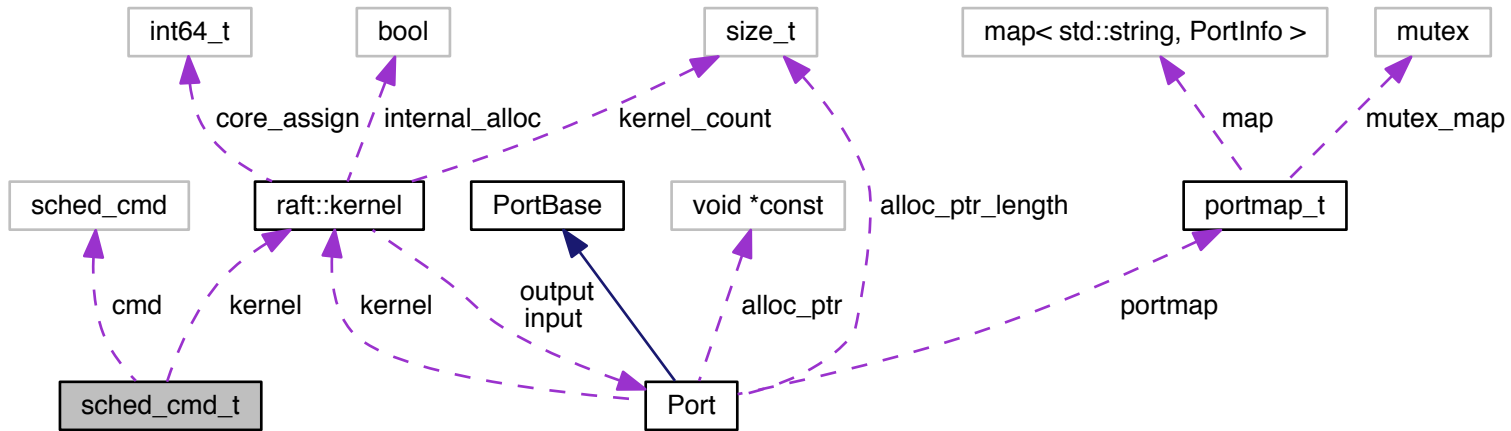 int64_t
bool
size_t
map< std::string, PortInfo >
mutex
core_assign
internal_alloc
kernel_count
map
mutex_map
sched_cmd
raft::kernel
PortBase
void *const
alloc_ptr_length
portmap_t
cmd
kernel
kernel
output
input
alloc_ptr
portmap
sched_cmd_t
Port